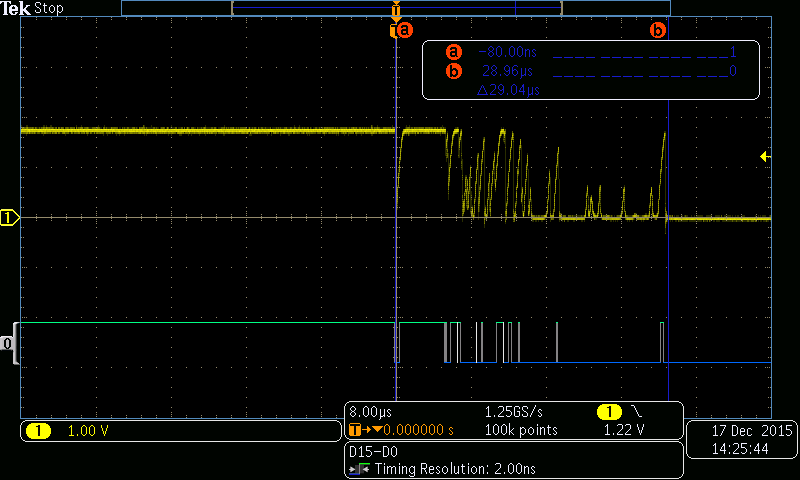 Tek Stop
T
T a b
a -80.00ns 1
b 28.96µs 0
Δ29.04µs
1
0
8.00µs 1.25GS/s 1
T→▼0.000000 s 100k points 1.22 V
1 1.00 V
17 Dec 2015
14:25:44
D15-D0
Timing Resolution: 2.00ns